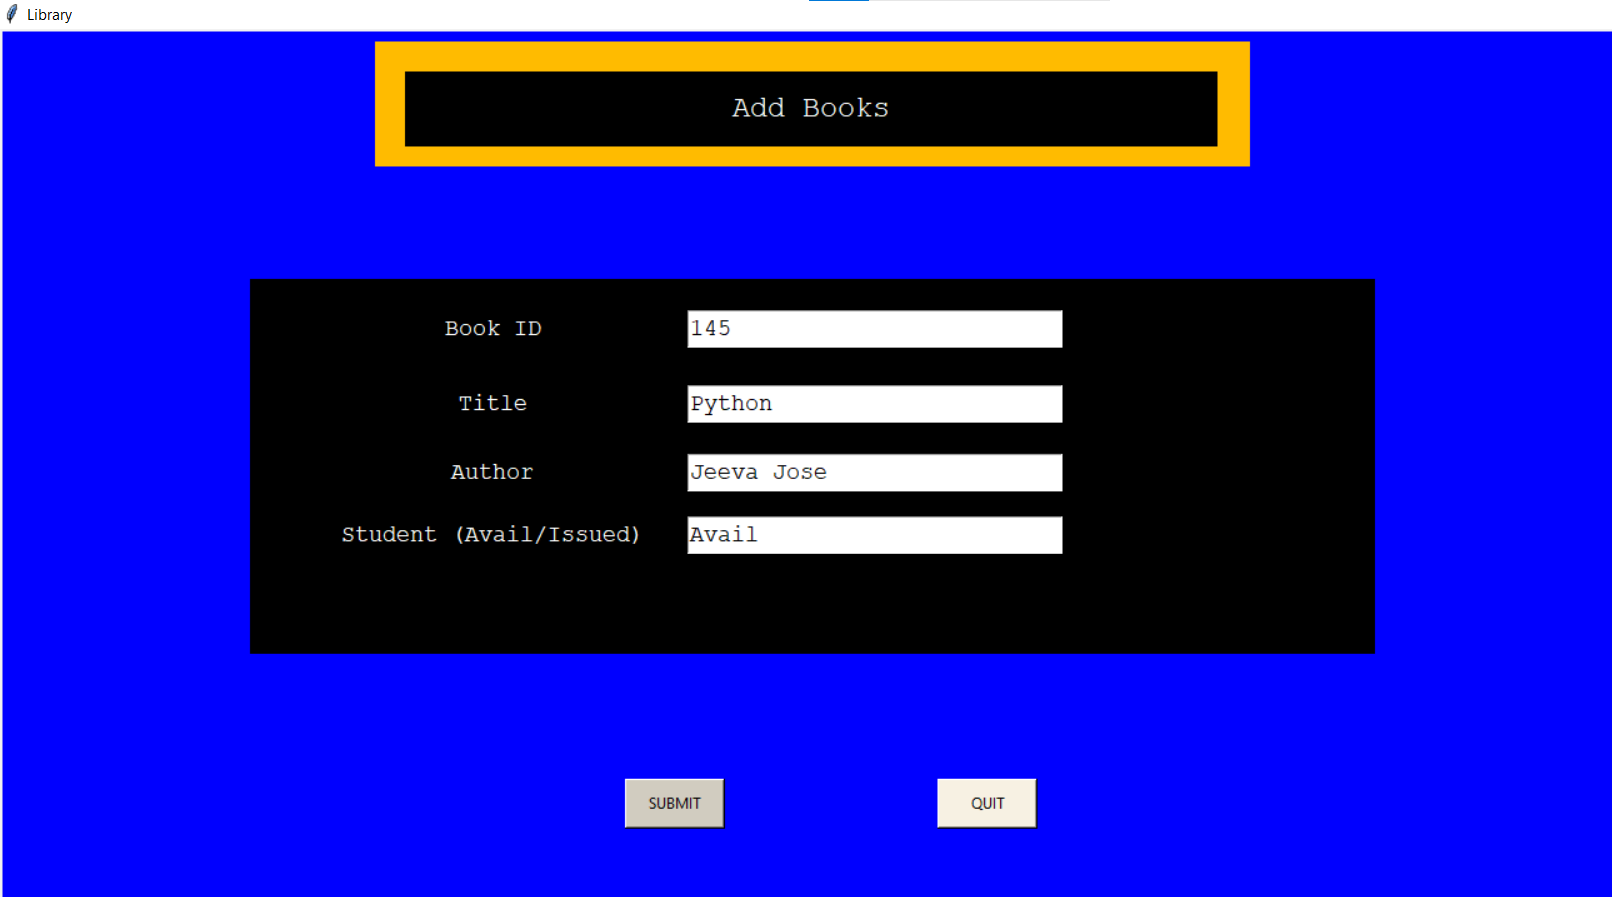 Library
Add Books
Book ID 145
Title Python
Author Jeeva Jose
Student (Avail/Issued) Avail
SUBMIT QUIT